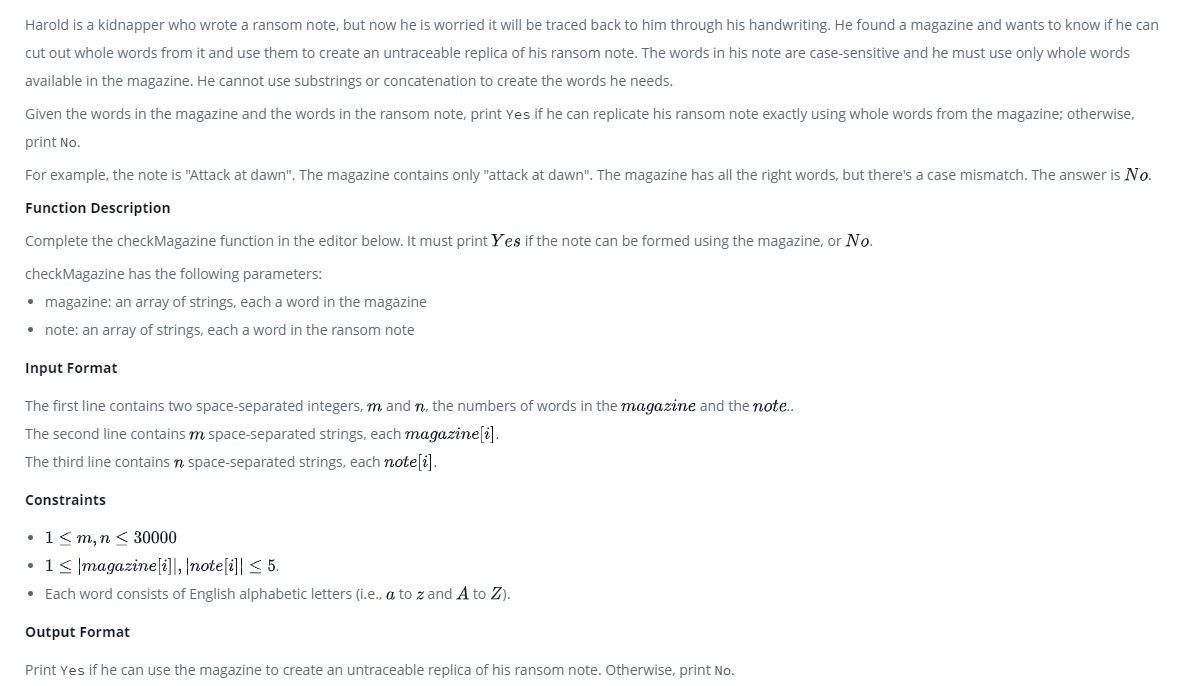 Harold is a kidnapper who wrote a ransom note, but now he is worried it will be traced back to him through his handwriting. He found a magazine and wants to know if he can
cut out whole words from it and use them to create an untraceable replica of his ransom note. The words in his note are case-sensitive and he must use only whole words
available in the magazine. He cannot use substrings or concatenation to create the words he needs.
Given the words in the magazine and the words in the ransom note, print Yes if he can replicate his ransom note exactly using whole words from the magazine; otherwise,
print No.
For example, the note is "Attack at dawn". The magazine contains only "attack at dawn". The magazine has all the right words, but there's a case mismatch. The answer is No.
Function Description
Complete the checkMagazine function in the editor below. It must print Yes if the note can be formed using the magazine, or No.
checkMagazine has the following parameters:
• magazine: an array of strings, each a word in the magazine
• note: an array of strings, each a word in the ransom note
Input Format
The first line contains two space-separated integers, m and n, the numbers of words in the magazine and the note..
The second line contains m space-separated strings, each magazine[i].
The third line contains n space-separated strings, each note[i].
Constraints
• 1 ≤ m, n ≤ 30000
• 1 ≤ |magazine[i]|, |note[i]| ≤ 5.
• Each word consists of English alphabetic letters (i.e., a to z and A to Z).
Output Format
Print Yes if he can use the magazine to create an untraceable replica of his ransom note. Otherwise, print No.